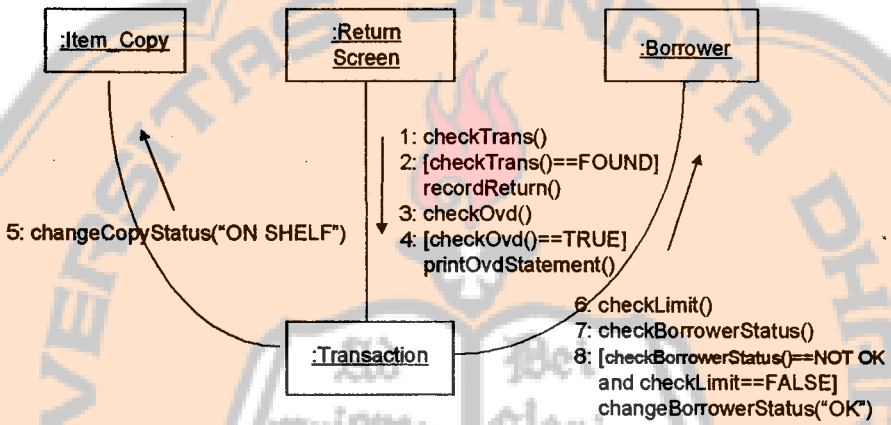 :Item_Copy
:Return
Screen
:Borrower
1: checkTrans()
2: [checkTrans()==FOUND]
recordReturn()
3: checkOvd()
4: [checkOvd()==TRUE]
printOvdStatement()
5: changeCopyStatus("ON SHELF")
:Transaction
6: checkLimit()
7: checkBorrowerStatus()
8: [checkBorrowerStatus()==NOT OK
and checkLimit==FALSE]
changeBorrowerStatus("OK")